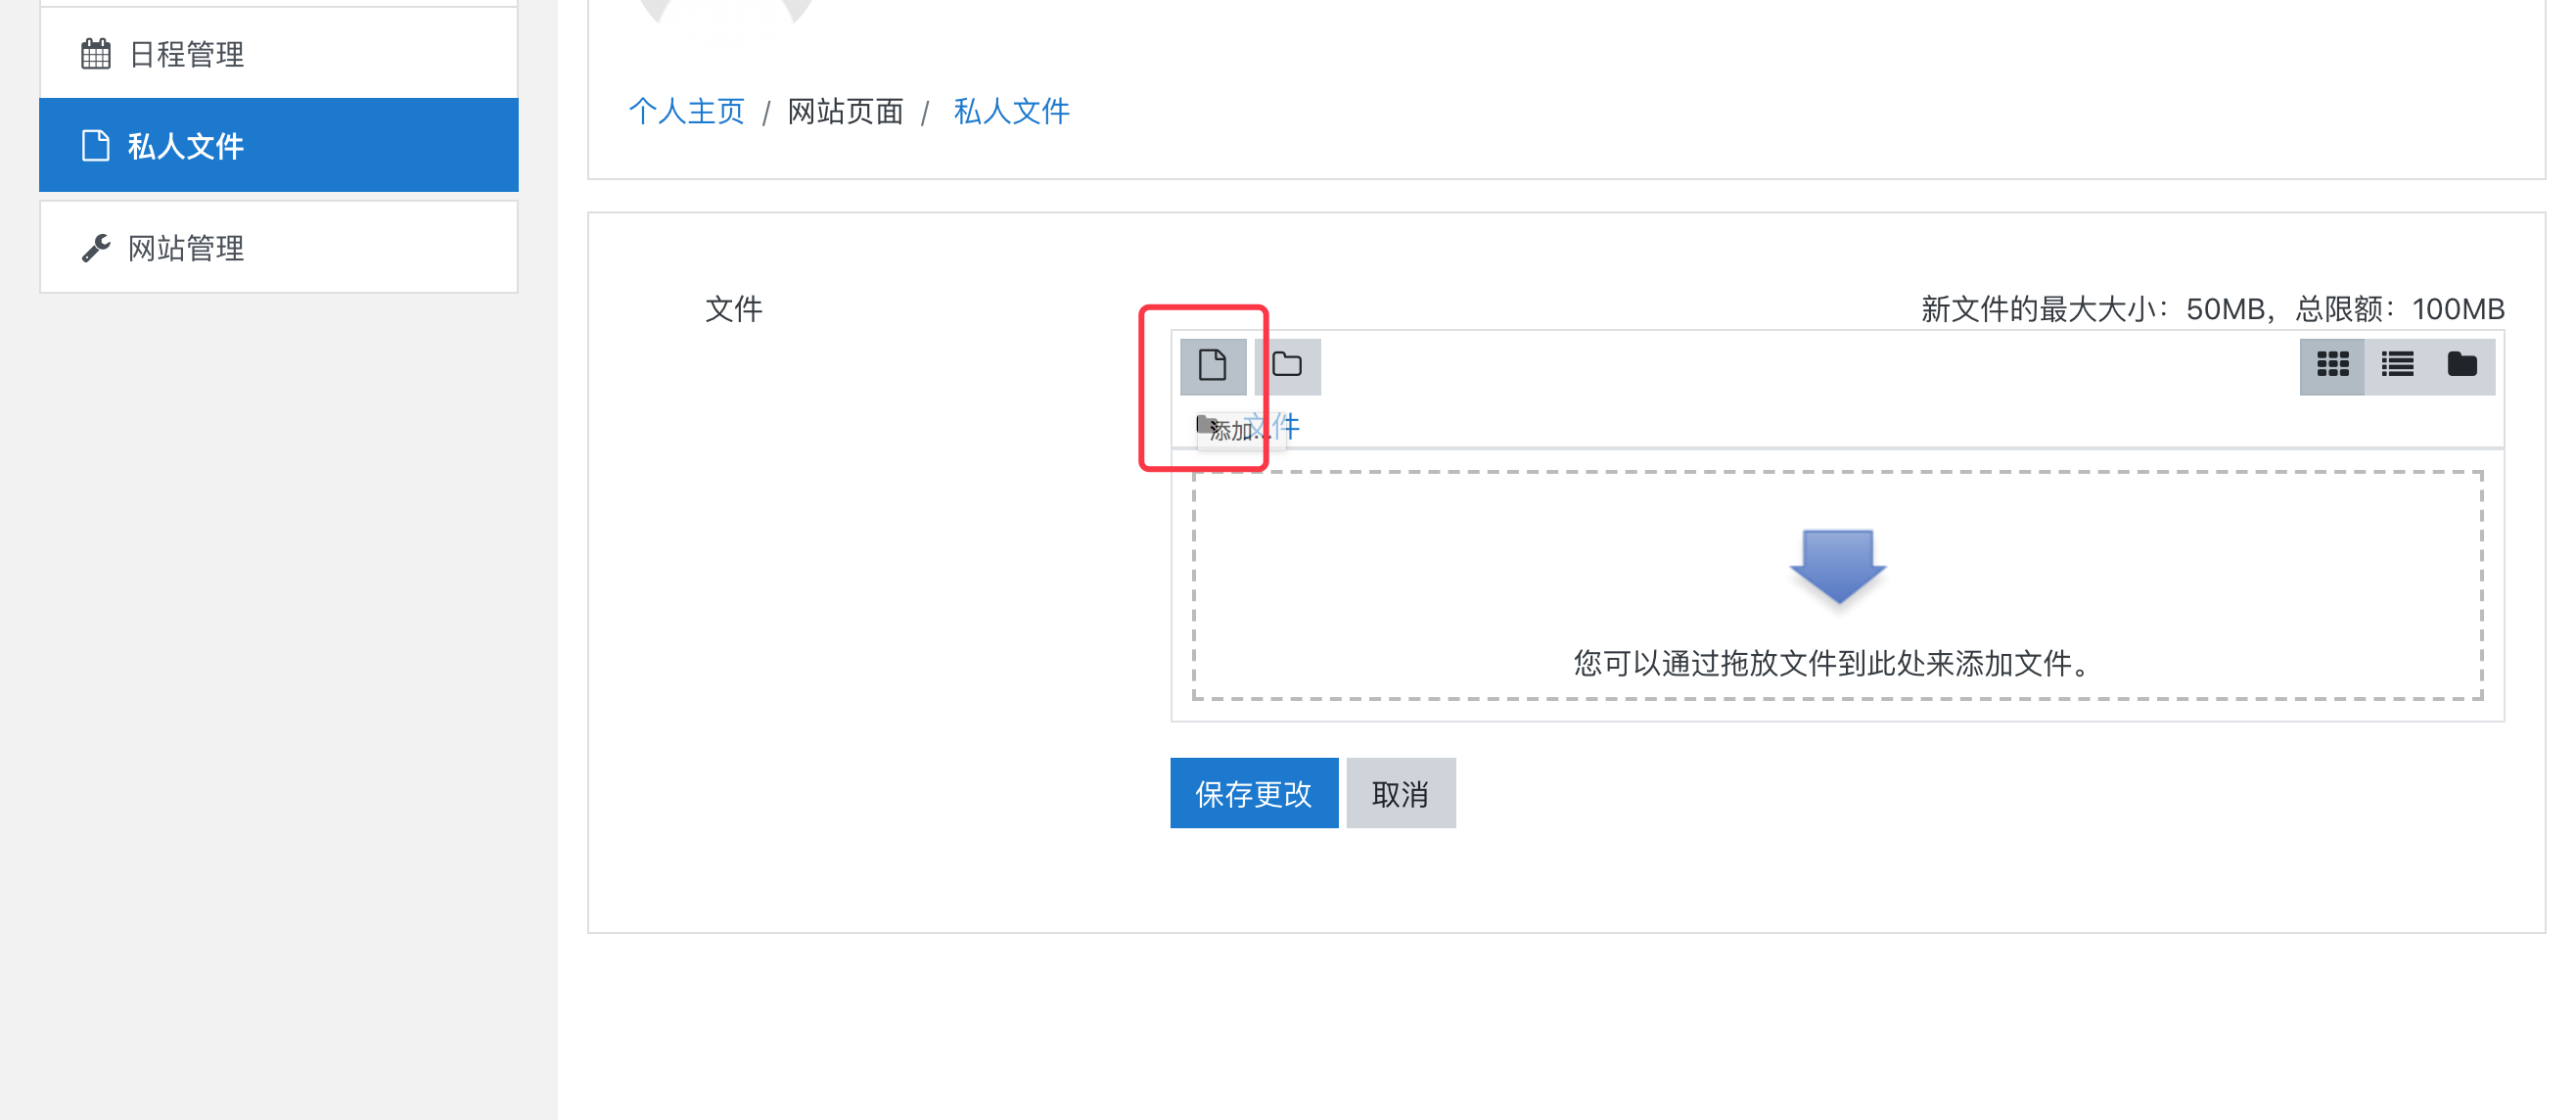 日程管理
私人文件
网站管理
个人主页 / 网站页面 / 私人文件
文件
新文件的最大大小：50MB，总限额：100MB
文件
添加...
您可以通过拖放文件到此处来添加文件。
保存更改
取消